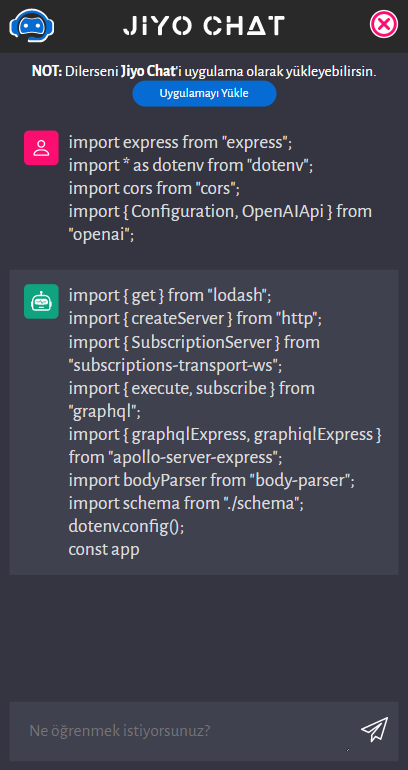 JIYO CHAT
NOT: Dilerseni Jiyo Chat'i uygulama olarak yükleyebilirsin.
Uygulamayı Yükle
import express from "express";
import * as dotenv from "dotenv";
import cors from "cors";
import { Configuration, OpenAIApi } from
"openai";
import { get } from "lodash";
import { createServer } from "http";
import { SubscriptionServer } from
"subscriptions-transport-ws";
import { execute, subscribe } from
"graphql";
import { graphqlExpress, graphiqlExpress }
from "apollo-server-express";
import bodyParser from "body-parser";
import schema from "./schema";
dotenv.config();
const app
Ne öğrenmek istiyorsunuz?